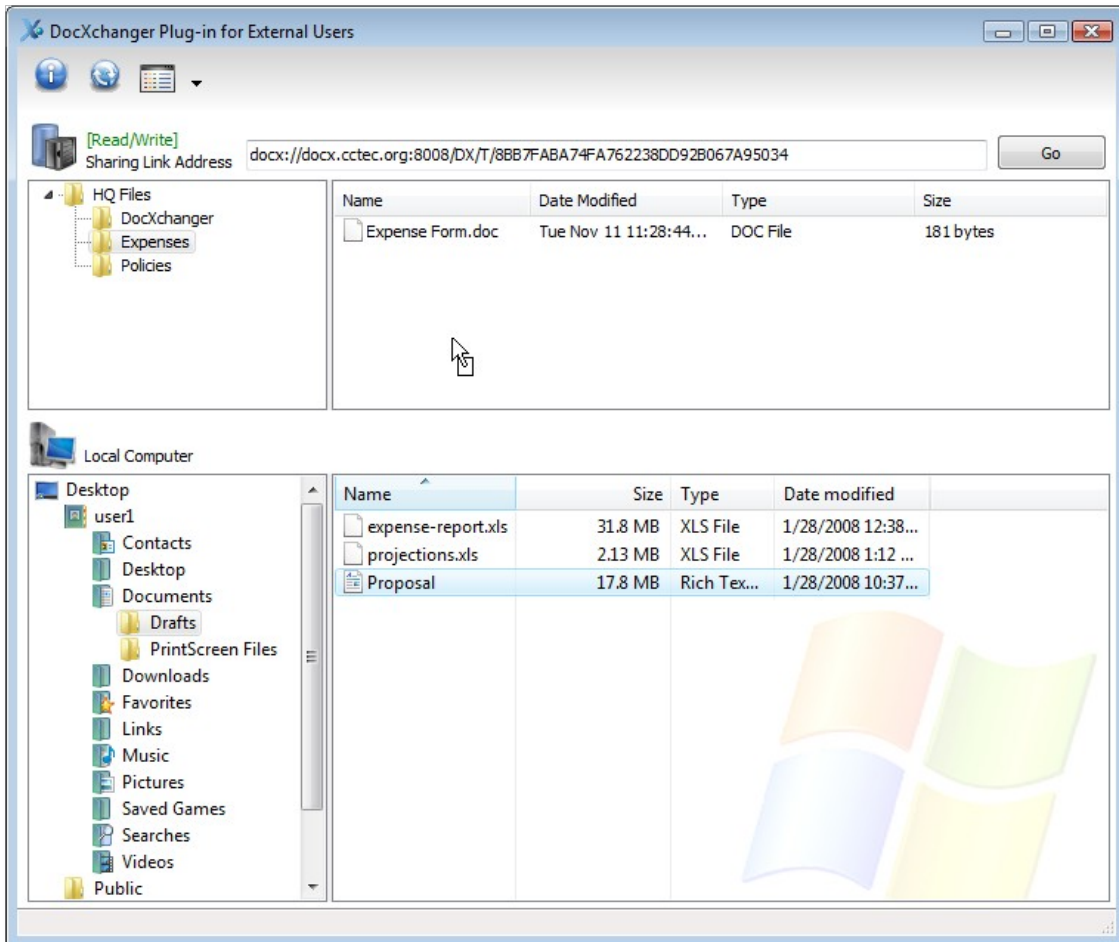 DocXchanger Plug-in for External Users
[Read/Write]
Sharing Link Address docx://docx.cctec.org:8008/DX/T/8BB7FABA74FA762238DD92B067A95034 Go
HQ Files
DocXchanger
Expenses
Policies
Name Date Modified Type Size
Expense Form.doc Tue Nov 11 11:28:44... DOC File 181 bytes
Local Computer
Desktop
user1
Contacts
Desktop
Documents
Drafts
PrintScreen Files
Downloads
Favorites
Links
Music
Pictures
Saved Games
Searches
Videos
Public
Name Size Type Date modified
expense-report.xls 31.8 MB XLS File 1/28/2008 12:38...
projections.xls 2.13 MB XLS File 1/28/2008 1:12 ...
Proposal 17.8 MB Rich Tex... 1/28/2008 10:37...